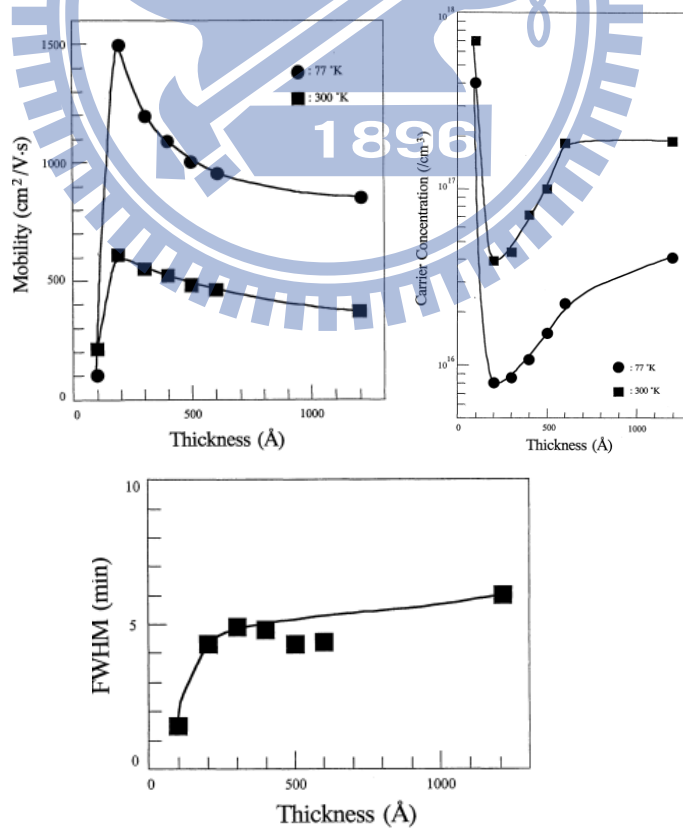 1500
1000
500
0
0
500
1000
Mobility (cm²/V·s)
Thickness (Å)
● : 77 °K
■ : 300 °K
1896
10¹⁸
10¹⁷
10¹⁶
0
500
1000
Carrier Concentration (/cm³)
Thickness (Å)
● : 77 °K
■ : 300 °K
10
5
0
0
500
1000
FWHM (min)
Thickness (Å)